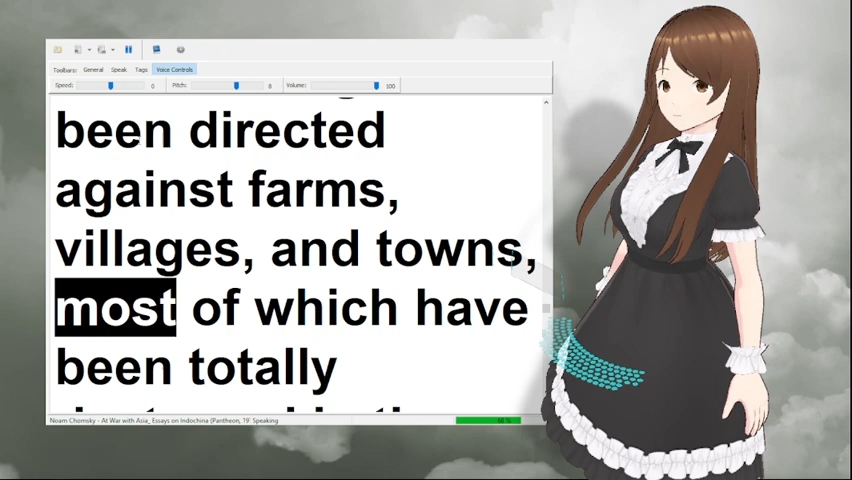 Toolbars: General Speak Tags Voice Controls
Speed: 0 Pitch: 8 Volume: 100
been directed
against farms,
villages, and towns,
most of which have
been totally
Noam Chomsky - At War with Asia_ Essays on Indochina (Pantheon, 19' Speaking 68 %